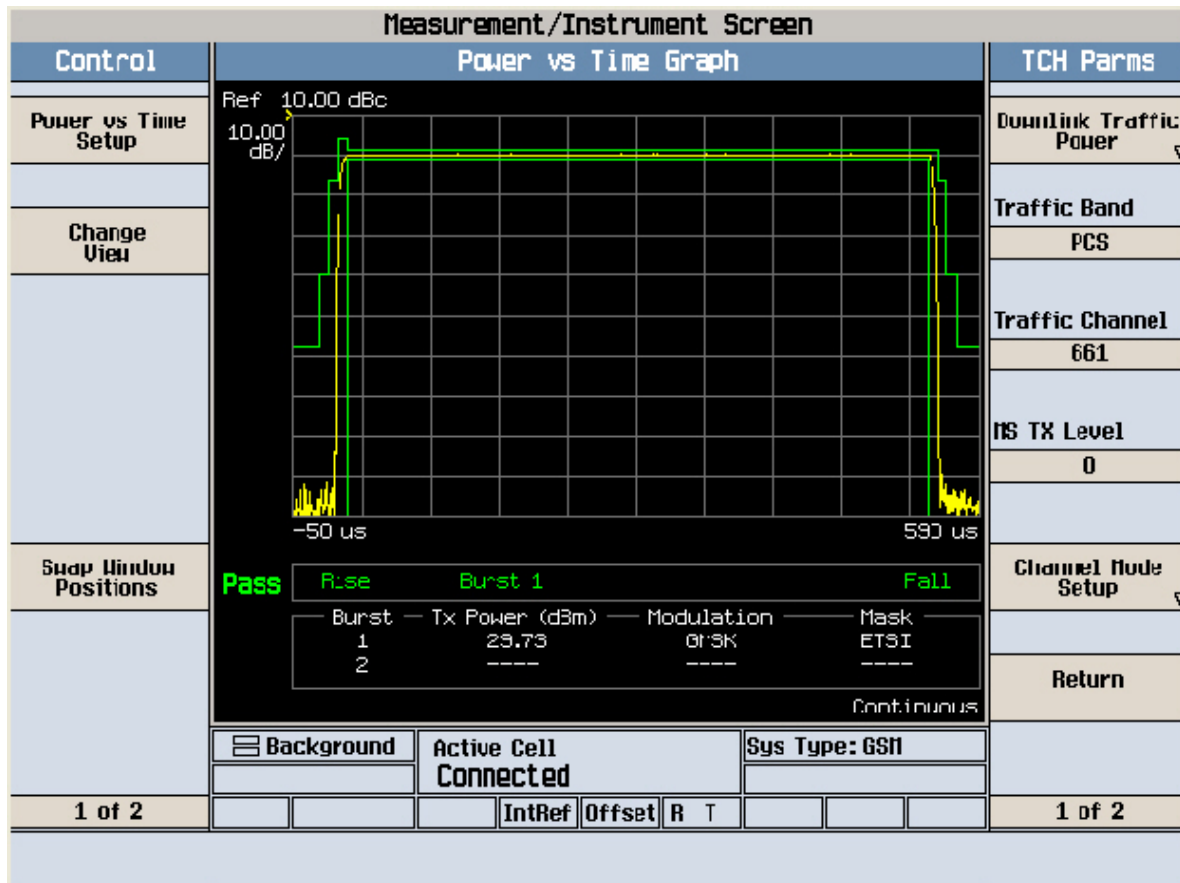 Measurement/Instrument Screen
Control
Power vs Time Graph
TCH Parms
Power vs Time
Setup
Change
View
Swap Window
Positions
1 of 2
Ref 10.00 dBc
10.00
dB/
-50 us
590 us
Pass
Rise
Burst 1
Fall
Burst
Tx Power (dBm)
Modulation
Mask
1
GMSK
ETSI
2
----
----
----
Continuous
Background
Active Cell
Connected
Sys Type: GSM
IntRef
Offset
R T
Downlink Traffic
Power
Traffic Band
PCS
Traffic Channel
661
MS TX Level
0
Channel Mode
Setup
Return
1 of 2